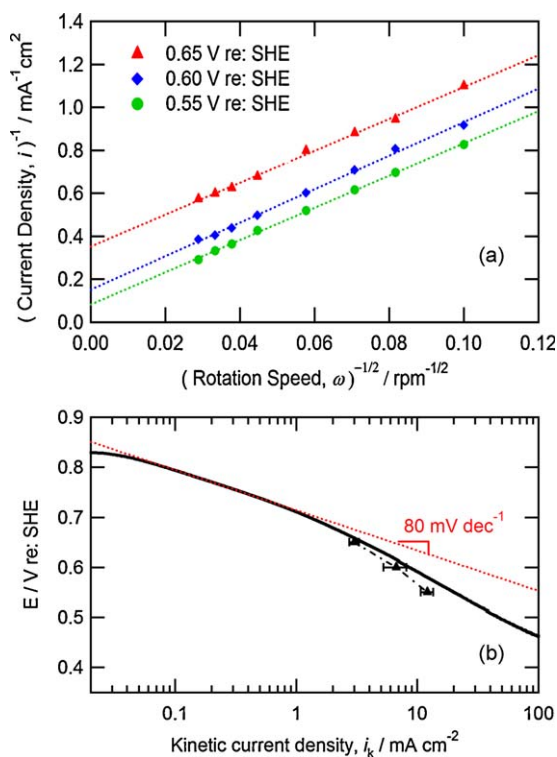 1.4
1.2
1.0
0.8
0.6
0.4
0.2
0.0
( Current Density, i )⁻¹ / mA⁻¹cm²
0.65 V re: SHE
0.60 V re: SHE
0.55 V re: SHE
(a)
0.00 0.02 0.04 0.06 0.08 0.10 0.12
( Rotation Speed, ω )⁻¹/² / rpm⁻¹/²
0.9
0.8
0.7
0.6
0.5
0.4
E / V re: SHE
80 mV dec⁻¹
(b)
0.1 1 10 100
Kinetic current density, iₖ / mA cm⁻²